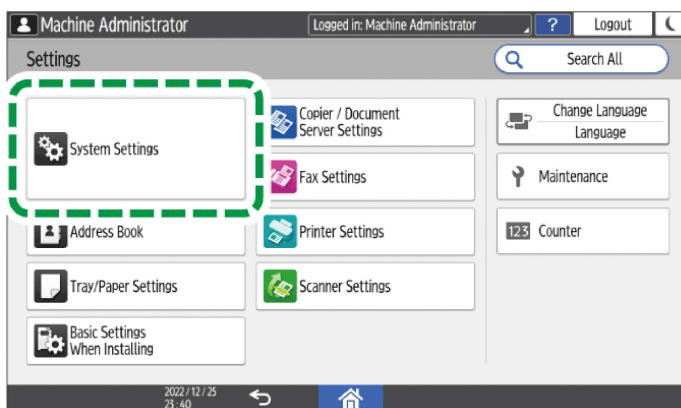 Machine Administrator
Logged in: Machine Administrator
?
Logout
Settings
Search All
System Settings
Copier / Document
Server Settings
Change Language
Language
Fax Settings
Maintenance
Address Book
Printer Settings
123 Counter
Tray/Paper Settings
Scanner Settings
Basic Settings
When Installing
2022/12/25
23:40